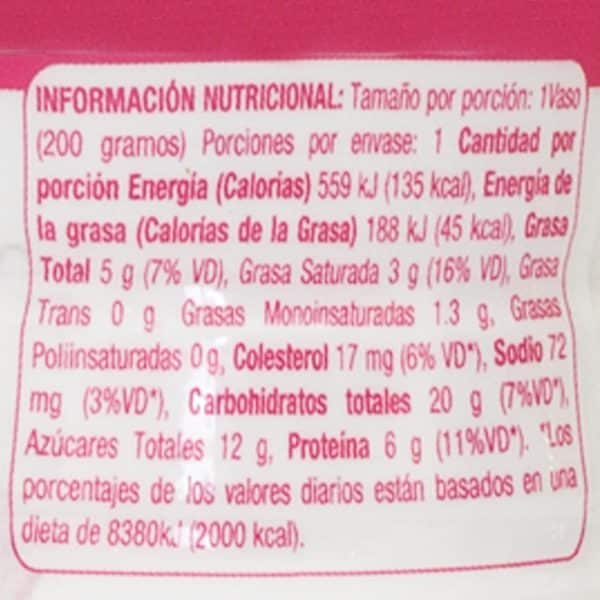 INFORMACIÓN NUTRICIONAL: Tamaño por porción: 1Vaso
(200 gramos) Porciones por envase: 1 Cantidad por
porción Energía (Calorías) 559 kJ (135 kcal), Energía de
la grasa (Calorías de la Grasa) 188 kJ (45 kcal), Grasa
Total 5 g (7% VD), Grasa Saturada 3 g (16% VD), Grasa
Trans 0 g Grasas Monoinsaturadas 1.3 g, Grasas
Poliinsaturadas 0g, Colesterol 17 mg (6% VD*), Sodio 72
mg (3%VD*), Carbohidratos totales 20 g (7%VD*),
Azúcares Totales 12 g, Proteína 6 g (11%VD*). *Los
porcentajes de los valores diarios están basados en una
dieta de 8380kJ (2000 kcal).